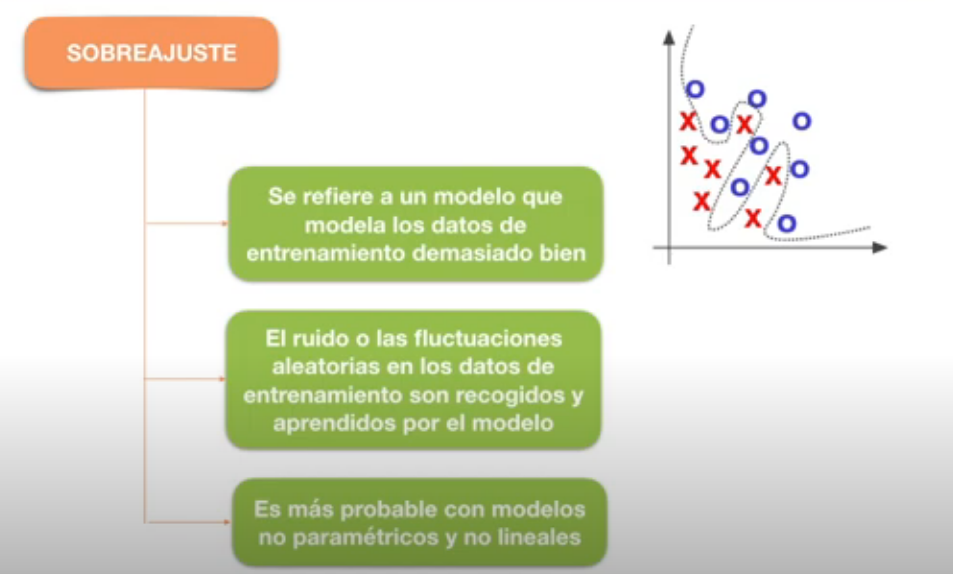 SOBREAJUSTE
Se refiere a un modelo que
modela los datos de
entrenamiento demasiado bien
El ruido o las fluctuaciones
aleatorias en los datos de
entrenamiento son recogidos y
aprendidos por el modelo
Es más probable con modelos
no paramétricos y no lineales
O
O
X
O
X
O
O
X
X
X
O
O
X
X
O